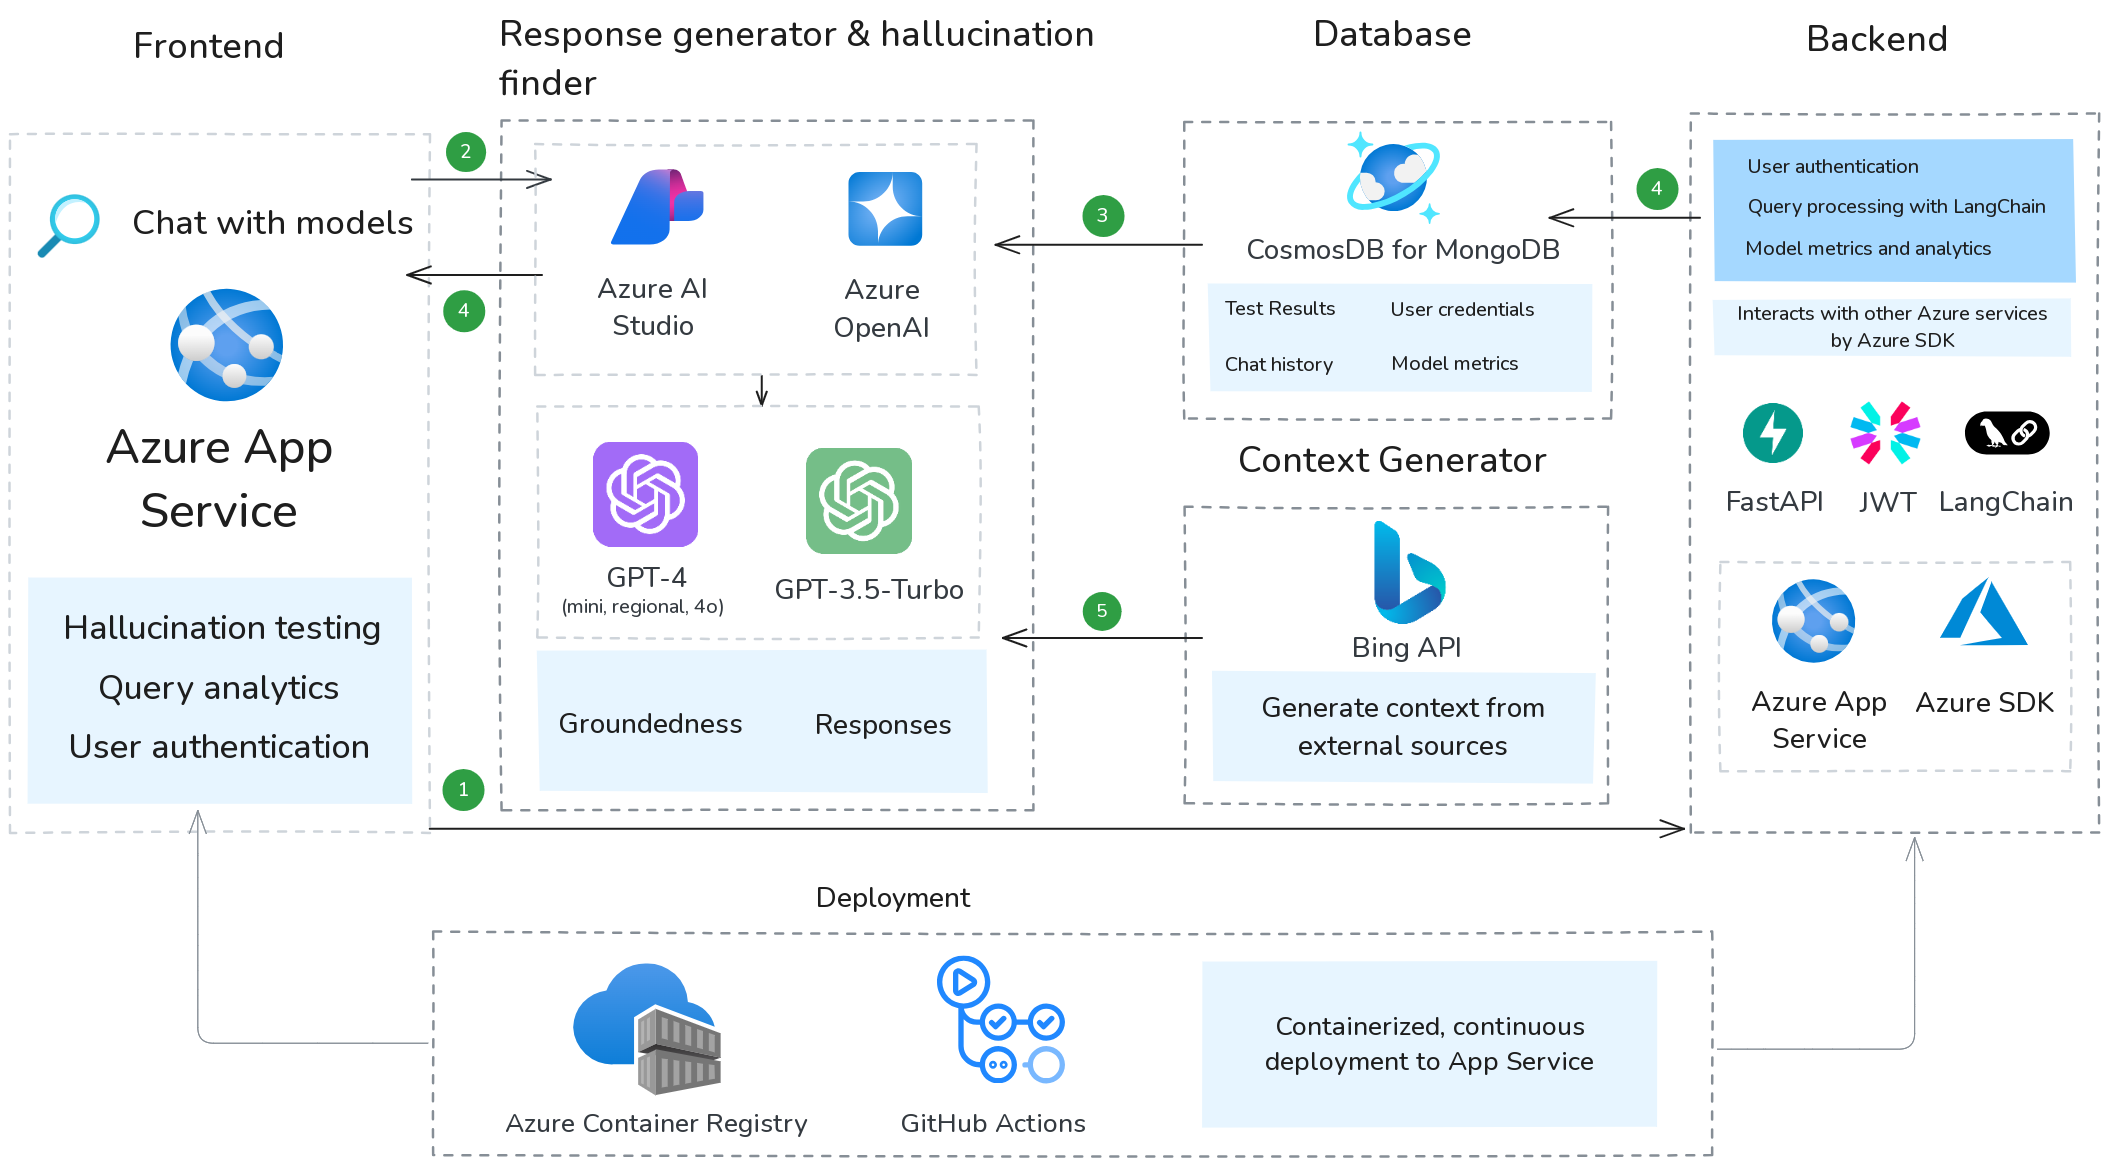 Frontend
Response generator & hallucination
finder
Database
Backend
2
Chat with models
4
Azure App
Service
Hallucination testing
Query analytics
User authentication
1
Azure AI
Studio
Azure
OpenAI
GPT-4
(mini, regional, 4o)
GPT-3.5-Turbo
Groundedness
Responses
3
CosmosDB for MongoDB
Test Results
User credentials
Chat history
Model metrics
4
Context Generator
5
Bing API
Generate context from
external sources
User authentication
Query processing with LangChain
Model metrics and analytics
Interacts with other Azure services
by Azure SDK
FastAPI
JWT
LangChain
Azure App
Service
Azure SDK
Deployment
Azure Container Registry
GitHub Actions
Containerized, continuous
deployment to App Service